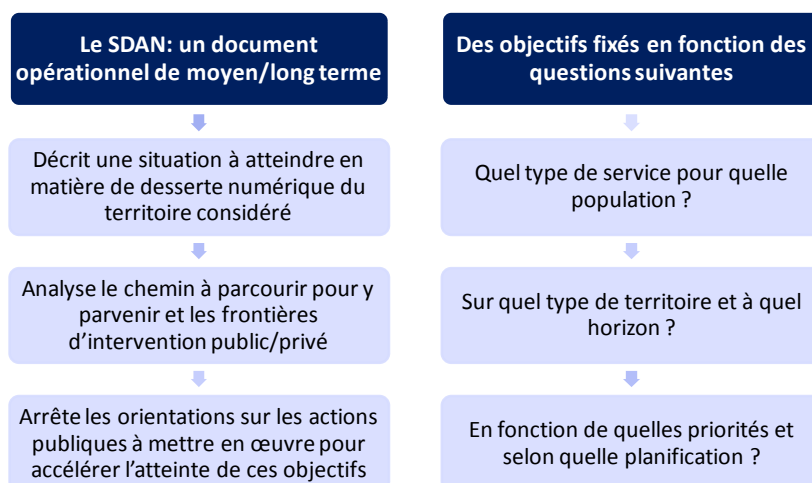 Le SDAN: un document
opérationnel de moyen/long terme
Décrit une situation à atteindre en
matière de desserte numérique du
territoire considéré
Analyse le chemin à parcourir pour y
parvenir et les frontières
d'intervention public/privé
Arrête les orientations sur les actions
publiques à mettre en œuvre pour
accélérer l'atteinte de ces objectifs
Des objectifs fixés en fonction des
questions suivantes
Quel type de service pour quelle
population ?
Sur quel type de territoire et à quel
horizon ?
En fonction de quelles priorités et
selon quelle planification ?